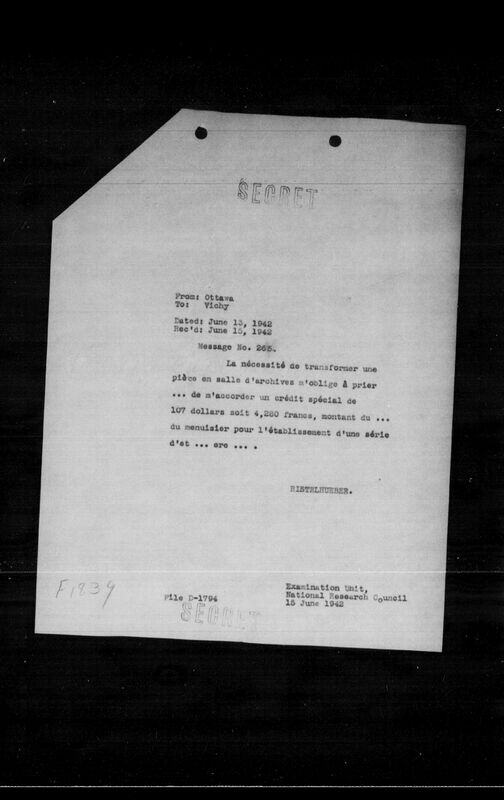 SECRET
From: Ottawa
To: Vichy
Dated: June 13, 1942
Rec'd: June 15, 1942
Message No. 265.
La nécessité de transformer une
pièce en salle d'archives m'oblige à prier
... de m'accorder un crédit spécial de
107 dollars soit 4,280 francs, montant du ...
du menuisier pour l'établissement d'une série
d'et ... ere ... .
RISTELHUEBER.
Examination Unit,
National Research Council
15 June 1942
File D-1794
SECRET
F,1839